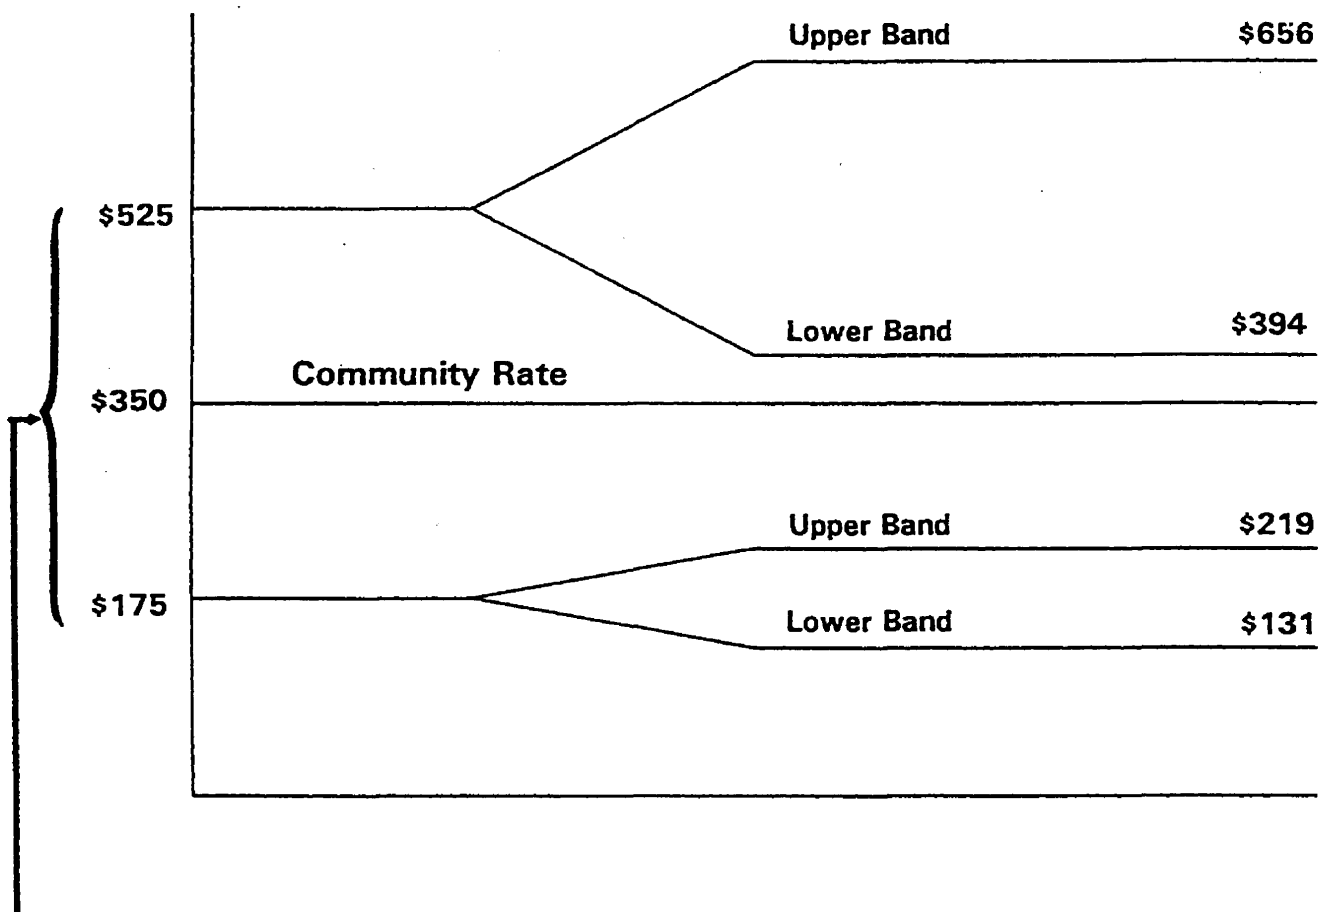 Upper Band $656
$525
Lower Band $394
Community Rate
$350
Upper Band $219
$175
Lower Band $131